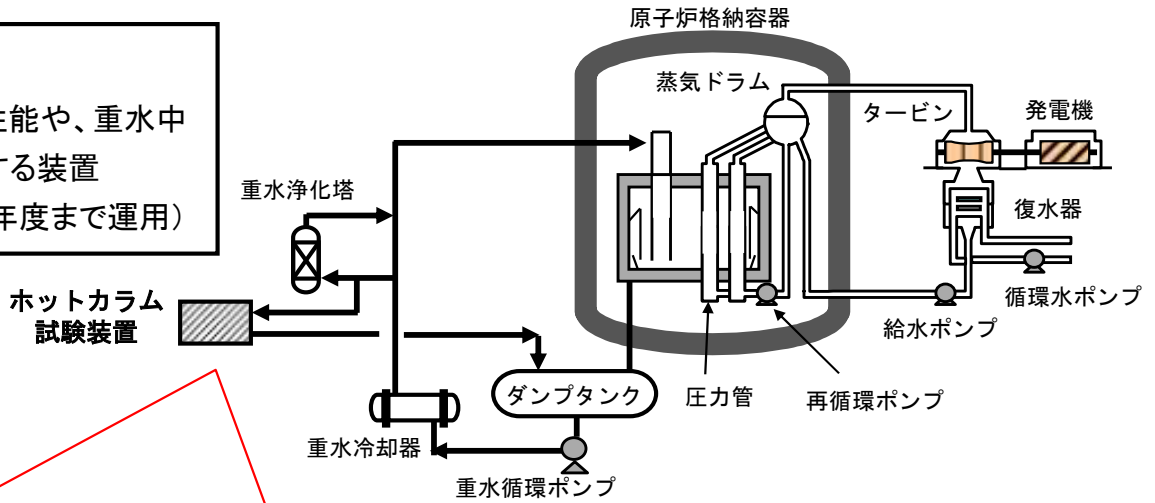 原子炉格納容器
蒸気ドラム
タービン
発電機
性能や、重水中
する装置
年度まで運用）
重水浄化塔
復水器
ホットカラム
試験装置
循環水ポンプ
給水ポンプ
ダンプタンク
圧力管
再循環ポンプ
重水冷却器
重水循環ポンプ